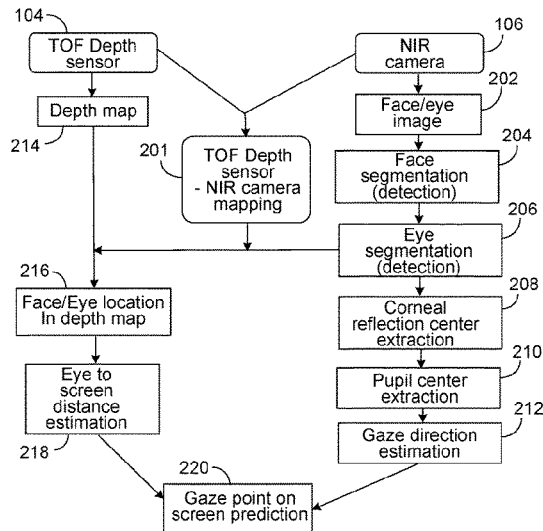 104
TOF Depth
sensor
NIR
camera
106
Depth map
214
Face/eye
image
202
201
TOF Depth
sensor
- NIR camera
mapping
Face
segmentation
(detection)
204
Eye
segmentation
(detection)
206
216
Face/Eye location
In depth map
Corneal
reflection center
extraction
208
Eye to
screen
distance
estimation
218
Pupil center
extraction
210
Gaze direction
estimation
212
220
Gaze point on
screen prediction